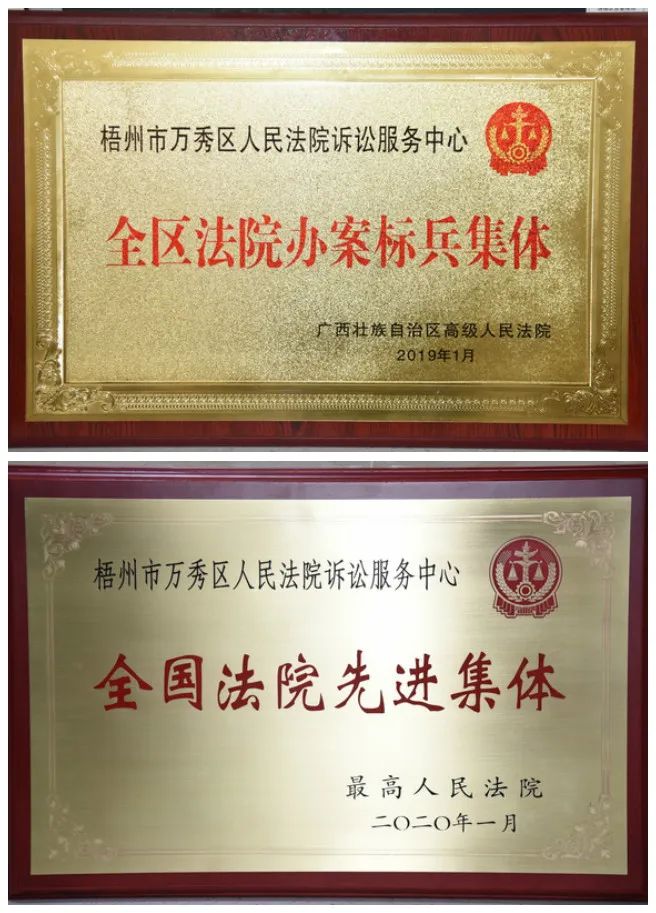 梧州市万秀区人民法院诉讼服务中心
全区法院办案标兵集体
广西壮族自治区高级人民法院
2019年1月
梧州市万秀区人民法院诉讼服务中心
全国法院先进集体
最高人民法院
二〇二〇年一月